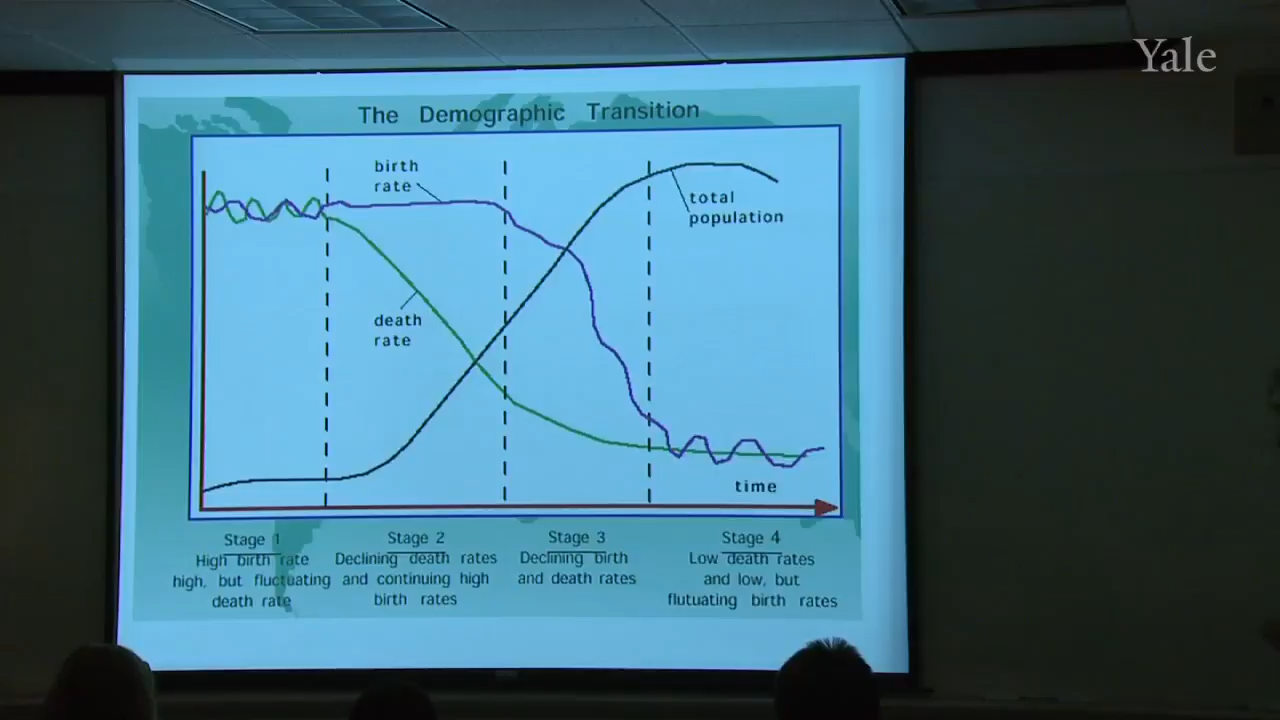 Yale
The Demographic Transition
birth
rate
total
population
death
rate
time
Stage 1
High birth rate
high, but fluctuating
death rate
Stage 2
Declining death rates
and continuing high
birth rates
Stage 3
Declining birth
and death rates
Stage 4
Low death rates
and low, but
flutuating birth rates